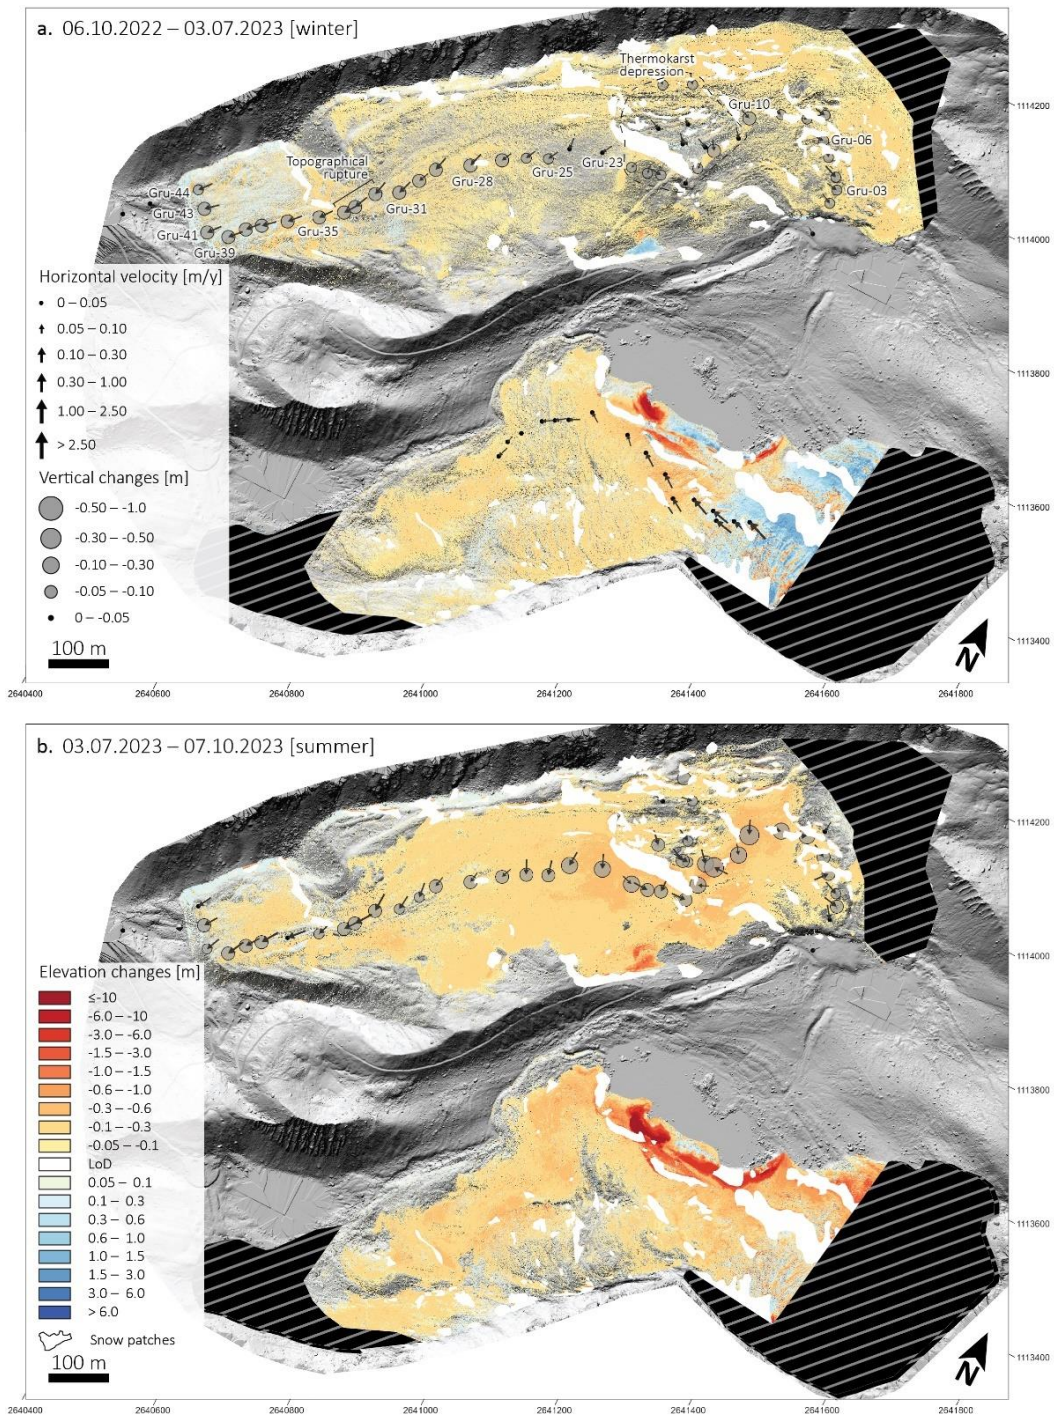 a. 06.10.2022 – 03.07.2023 [winter]
Thermokarst
depression
Gru-10
1114200
Gru-06
Topographical
rupture
Gru-23
Gru-25
Gru-28
Gru-03
Gru-44
Gru-31
Gru-43
Gru-35
Gru-41
Gru-39
1114000
Horizontal velocity [m/y]
0 – 0.05
0.05 – 0.10
0.10 – 0.30
0.30 – 1.00
1.00 – 2.50
> 2.50
1113800
Vertical changes [m]
-0.50 – -1.0
-0.30 – -0.50
-0.10 – -0.30
-0.05 – -0.10
0 – -0.05
1113600
100 m
N
1113400
2640400 2640600 2640800 2641000 2641200 2641400 2641600 2641800
b. 03.07.2023 – 07.10.2023 [summer]
1114200
1114000
Elevation changes [m]
≤-10
-6.0 – -10
-3.0 – -6.0
-1.5 – -3.0
-1.0 – -1.5
-0.6 – -1.0
-0.3 – -0.6
-0.1 – -0.3
-0.05 – -0.1
LoD
0.05 – 0.1
0.1 – 0.3
0.3 – 0.6
0.6 – 1.0
1.0 – 1.5
1.5 – 3.0
3.0 – 6.0
> 6.0
Snow patches
1113800
1113600
100 m
N
1113400
2640400 2640600 2640800 2641000 2641200 2641400 2641600 2641800